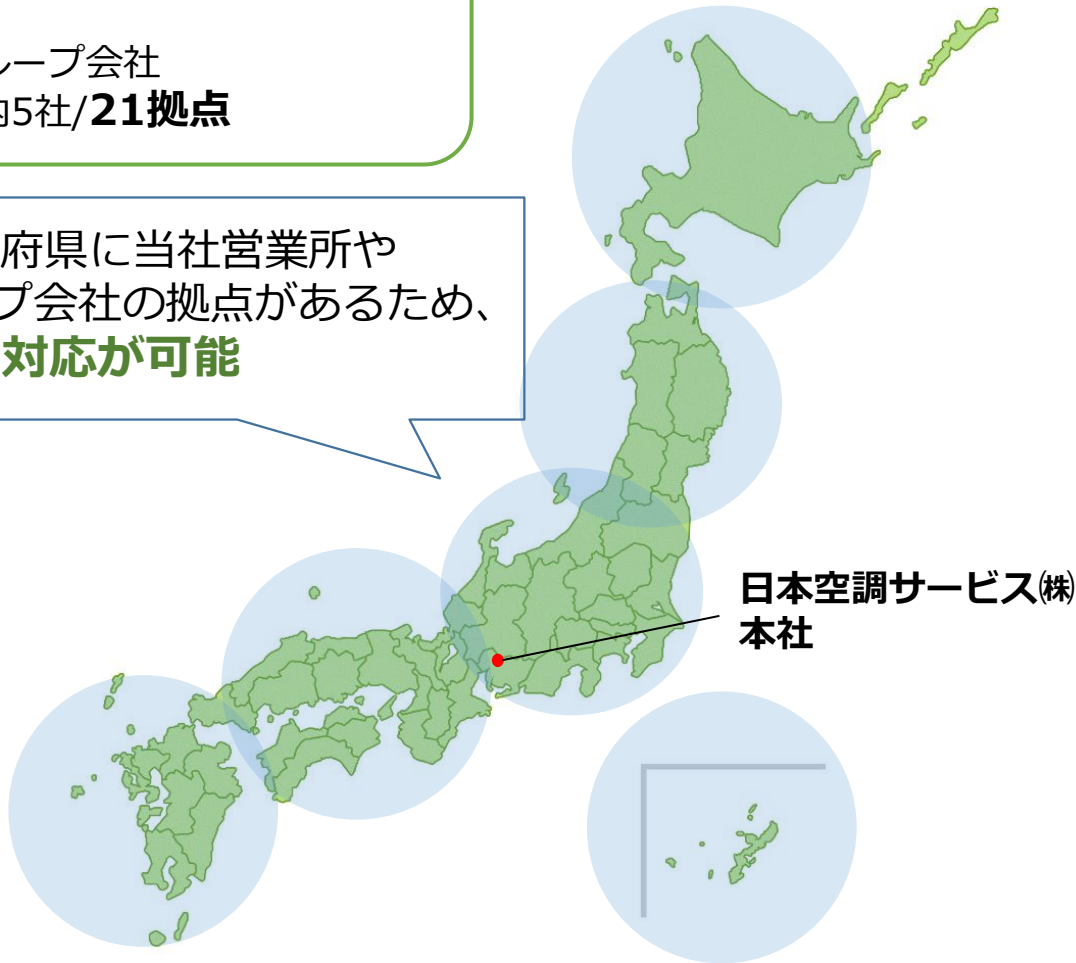 ループ会社
内5社/21拠点
府県に当社営業所や
プ会社の拠点があるため、
対応が可能
日本空調サービス㈱
本社